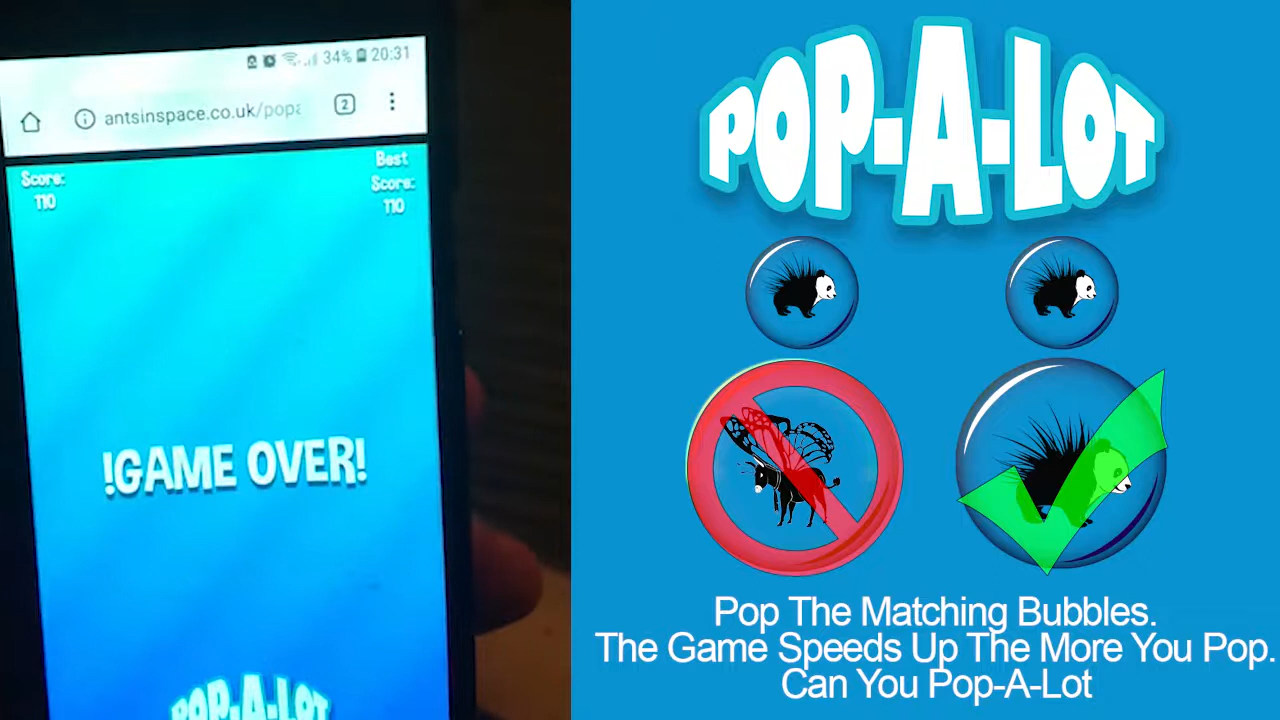 34% 20:31
antsinspace.co.uk/popa
2
Score:
110
Best
Score:
110
!GAME OVER!
POP-A-LOT
POP-A-LOT
Pop The Matching Bubbles.
The Game Speeds Up The More You Pop.
Can You Pop-A-Lot